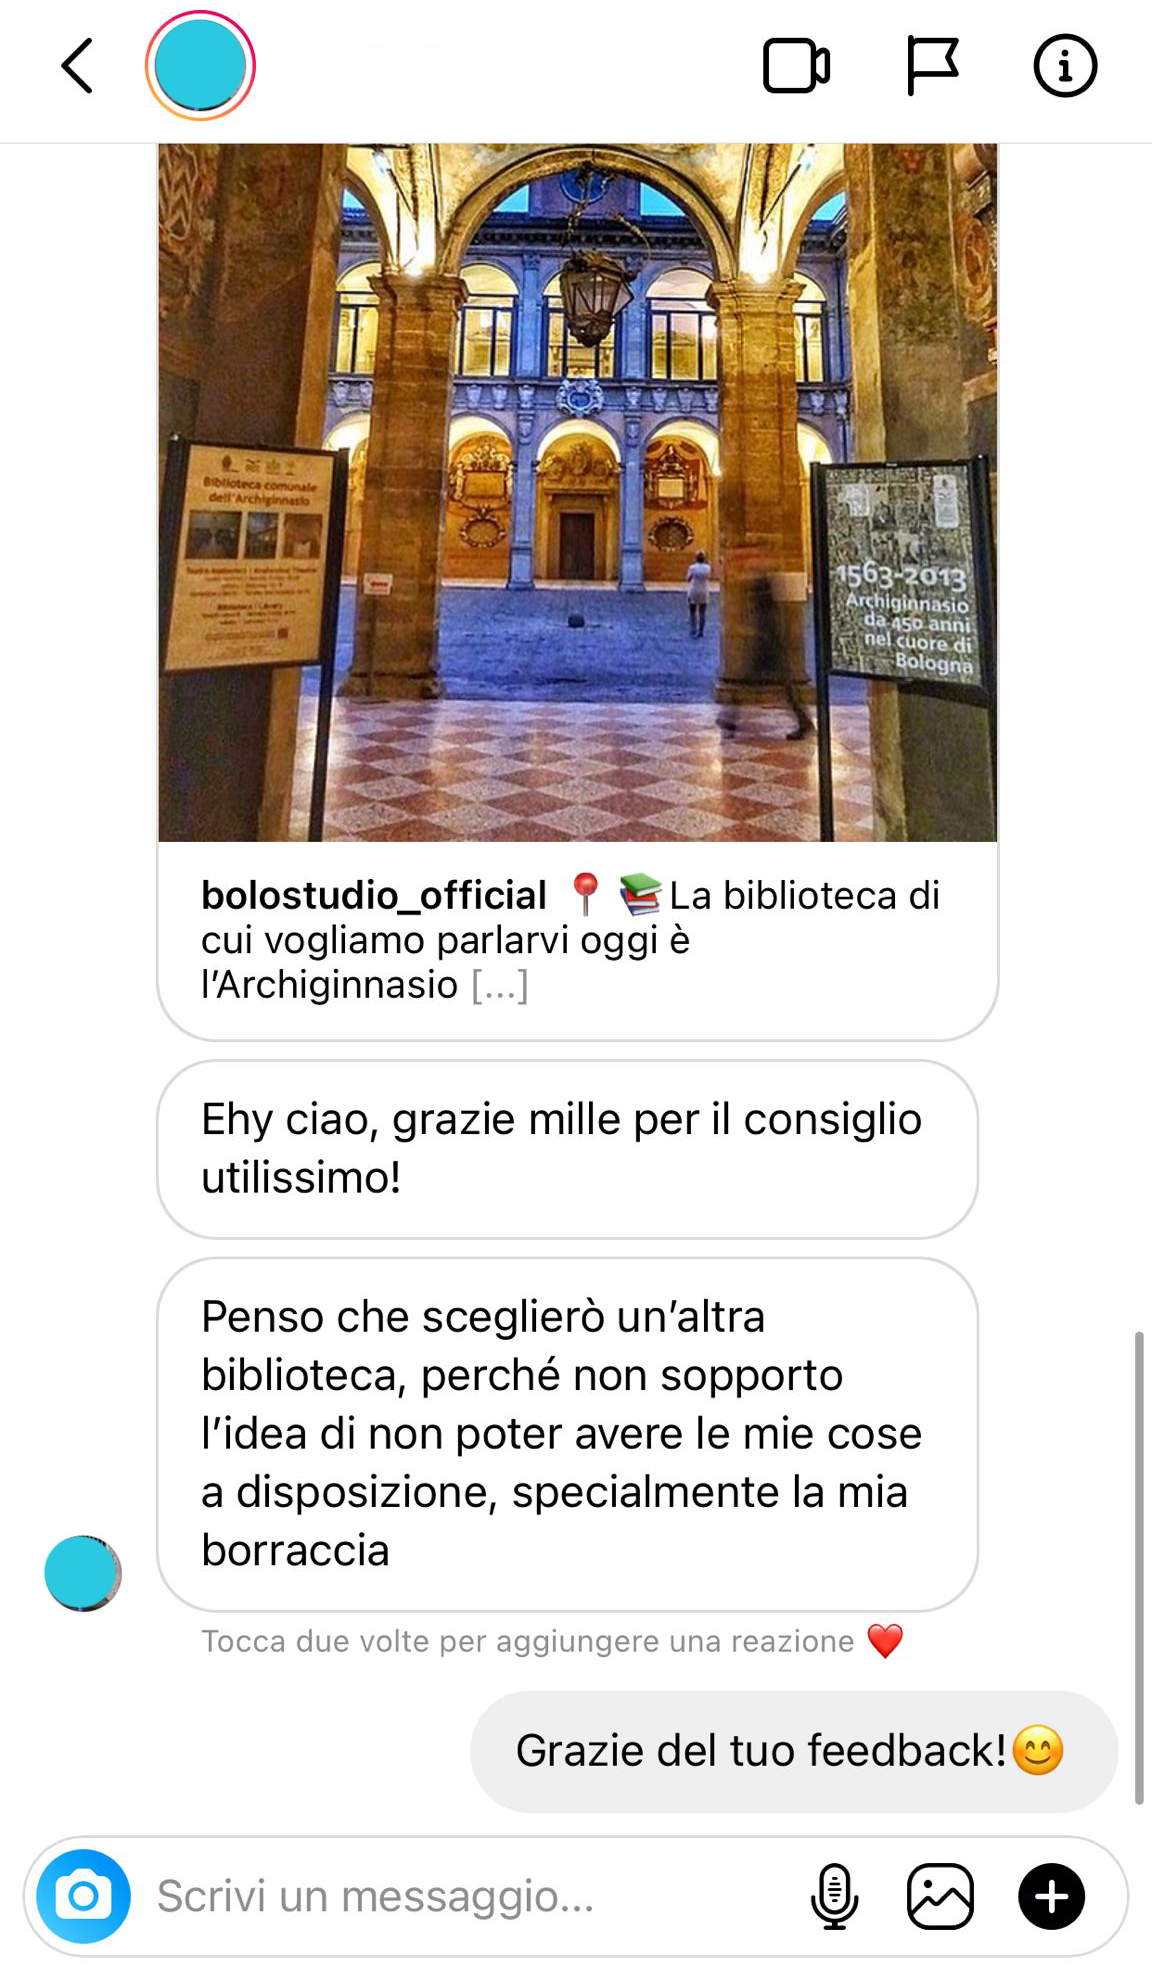 Biblioteca comunale
dell'Archiginnasio
1563-2013
Archiginnasio
da 450 anni
nel cuore di
Bologna
bolostudio_official 📍 📚La biblioteca di
cui vogliamo parlarvi oggi è
l'Archiginnasio [...]
Ehy ciao, grazie mille per il consiglio
utilissimo!
Penso che sceglierò un'altra
biblioteca, perché non sopporto
l'idea di non poter avere le mie cose
a disposizione, specialmente la mia
borraccia
Tocca due volte per aggiungere una reazione ❤️
Grazie del tuo feedback!😊
Scrivi un messaggio...